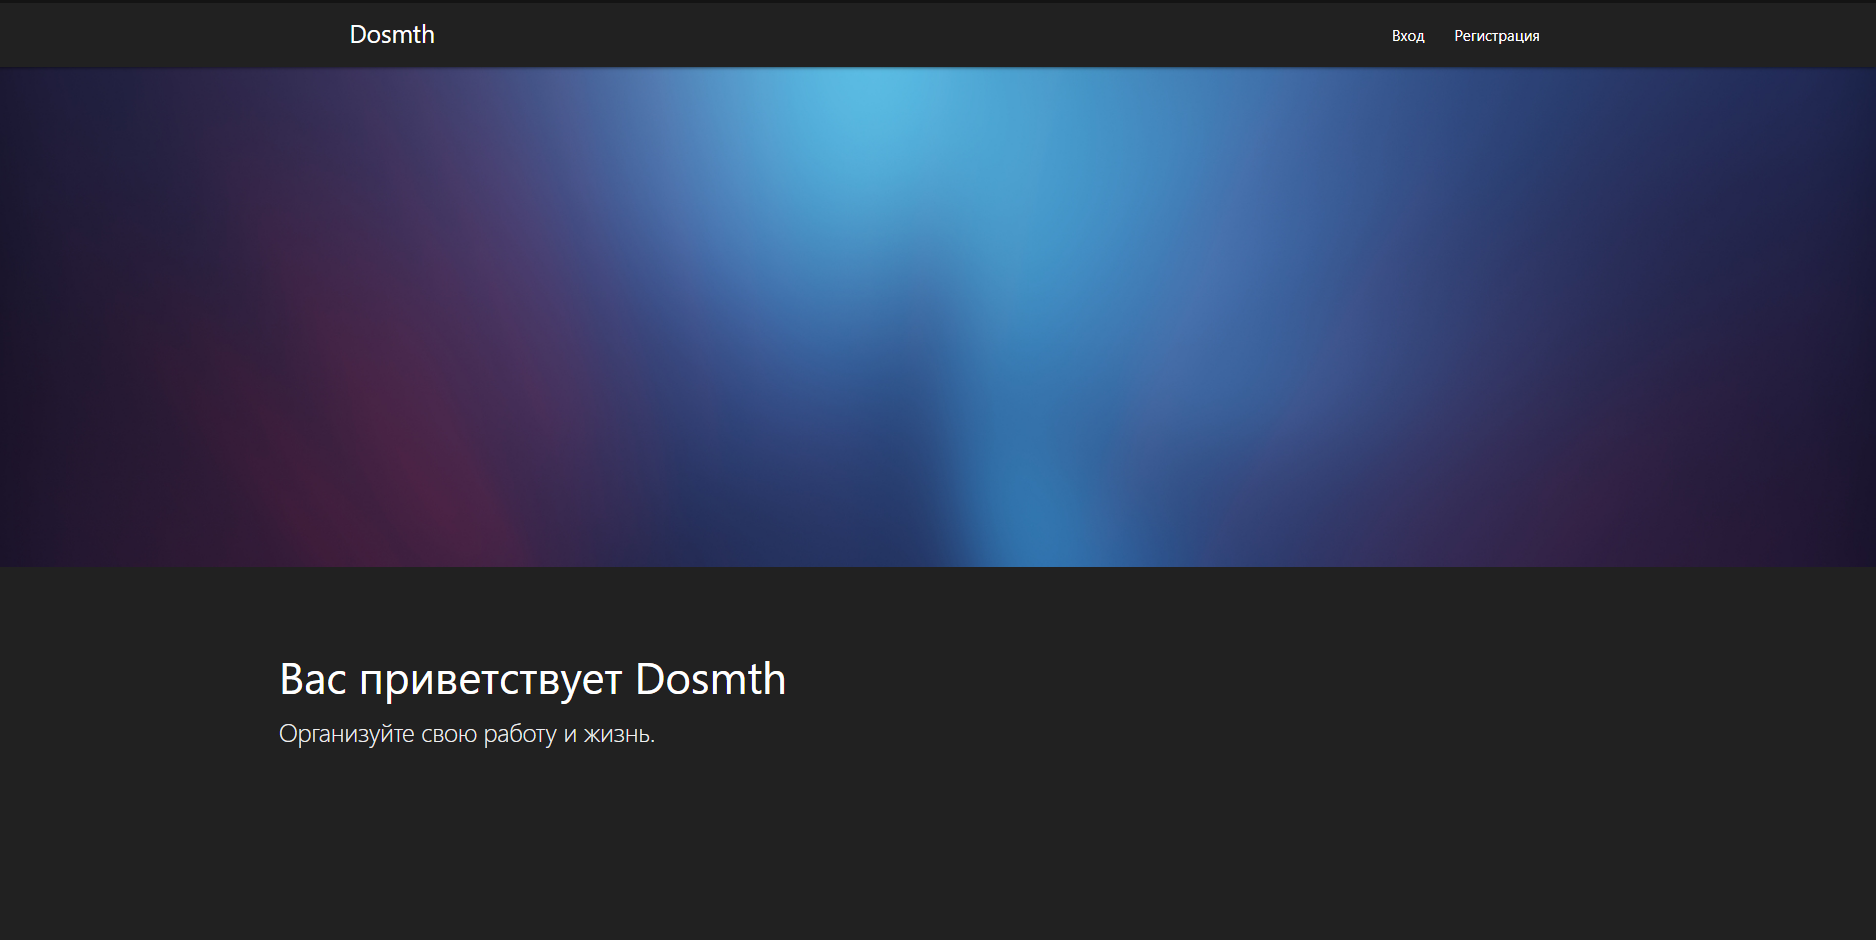 Dosmth
Вход Регистрация
Вас приветствует Dosmth
Организуйте свою работу и жизнь.